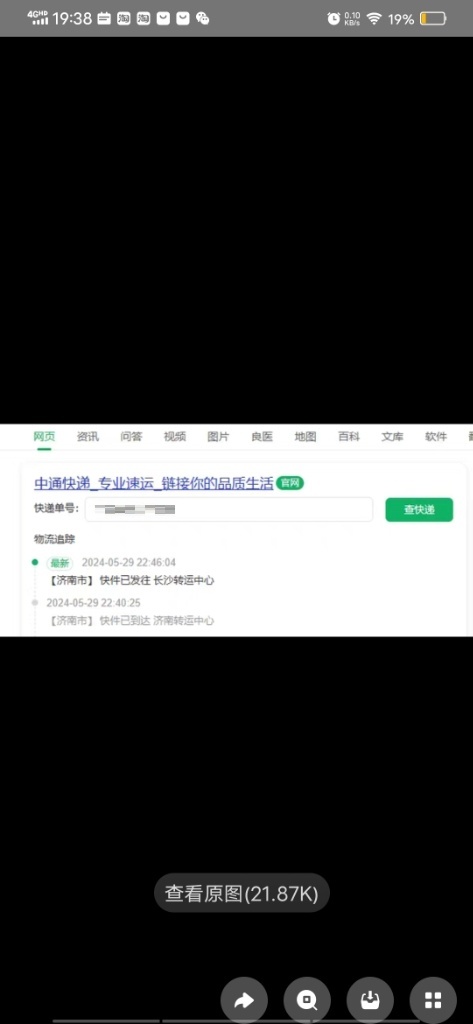 4GHD 19:38 0.10 KB/s 19%
网页 资讯 问答 视频 图片 良医 地图 百科 文库 软件
中通快递_专业速运_链接你的品质生活 官网
快递单号： 查快递
物流追踪
最新 2024-05-29 22:46:04
【济南市】 快件已发往 长沙转运中心
2024-05-29 22:40:25
【济南市】 快件已到达 济南转运中心
查看原图(21.87K)